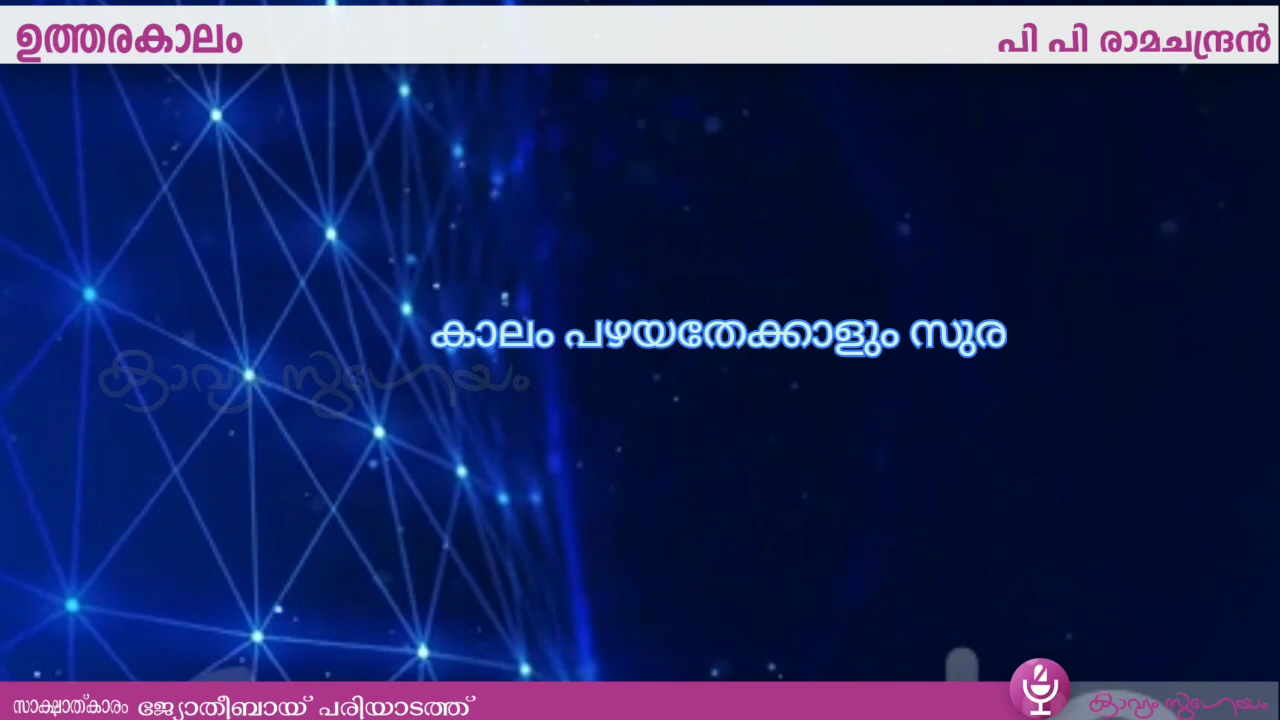 ഉത്തരകാലം
പി പി രാമചന്ദ്രൻ
കാലം പഴയതേക്കാളും സുര
കാവ്യം സുഗേയം
സാക്ഷാത്കാരം ജ്യോതീബായ് പരിയാടത്ത്
കാവ്യം സുഗേയം